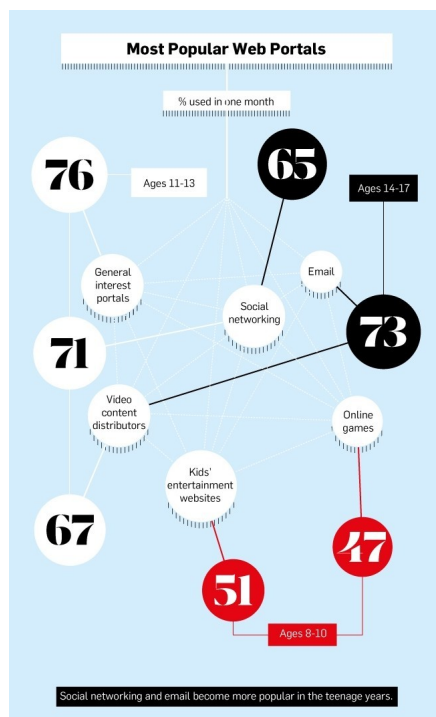 Most Popular Web Portals
% used in one month
76
Ages 11-13
65
Ages 14-17
General
interest
portals
Email
Social
networking
71
73
Video
content
distributors
Online
games
Kids'
entertainment
websites
67
47
51
Ages 8-10
Social networking and email become more popular in the teenage years.